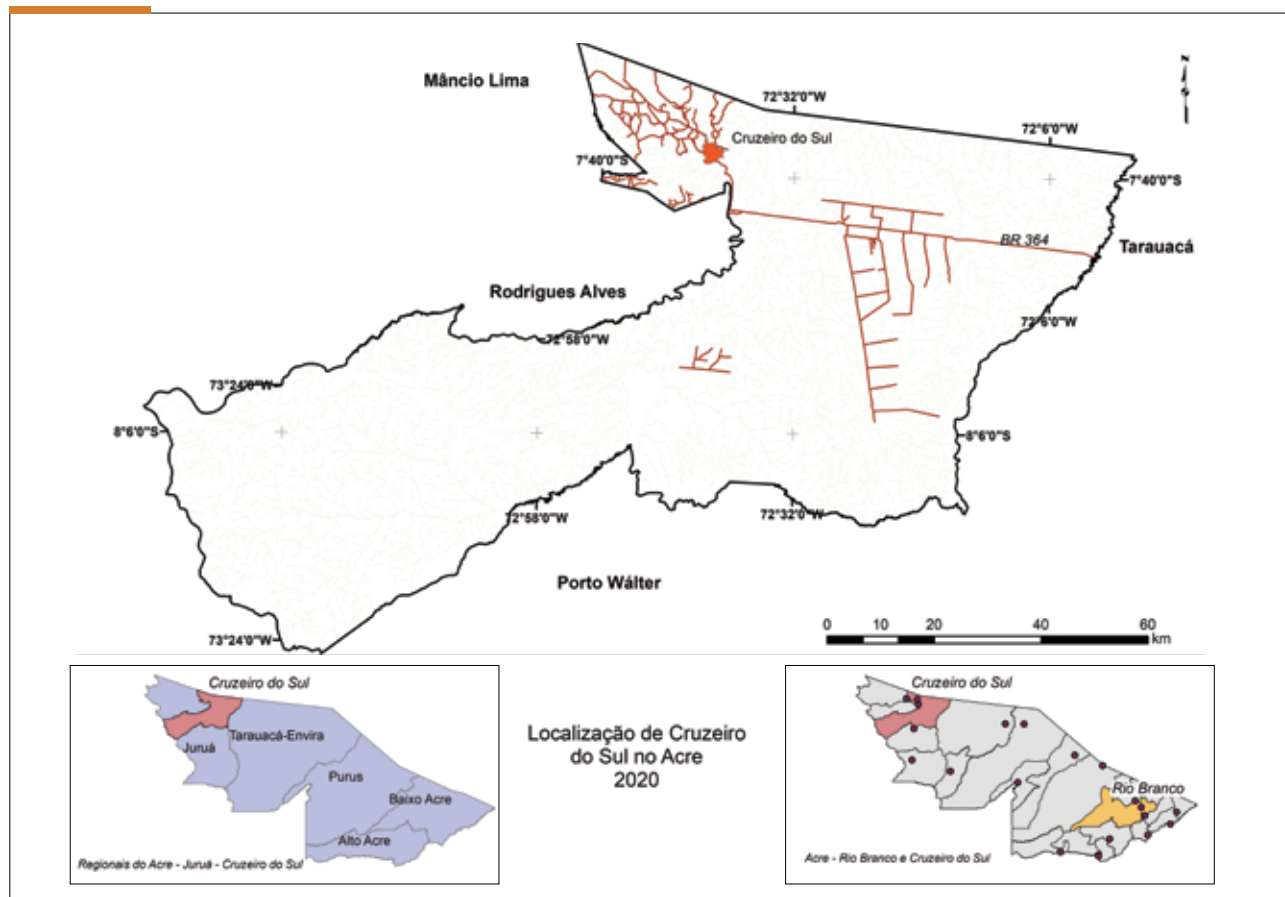 Mâncio Lima
N
72°32'0"W
Cruzeiro do Sul
72°6'0"W
7°40'0"S
7°40'0"S
BR 364
Tarauacá
Rodrigues Alves
72°6'0"W
72°58'0"W
73°24'0"W
8°6'0"S
8°6'0"S
72°58'0"W
72°32'0"W
Porto Wálter
73°24'0"W
0 10 20 40 60
km
Cruzeiro do Sul
Tarauacá-Envira
Juruá
Purus
Baixo Acre
Alto Acre
Regionais do Acre - Juruá - Cruzeiro do Sul
Localização de Cruzeiro
do Sul no Acre
2020
Cruzeiro do Sul
Rio Branco
Acre - Rio Branco e Cruzeiro do Sul